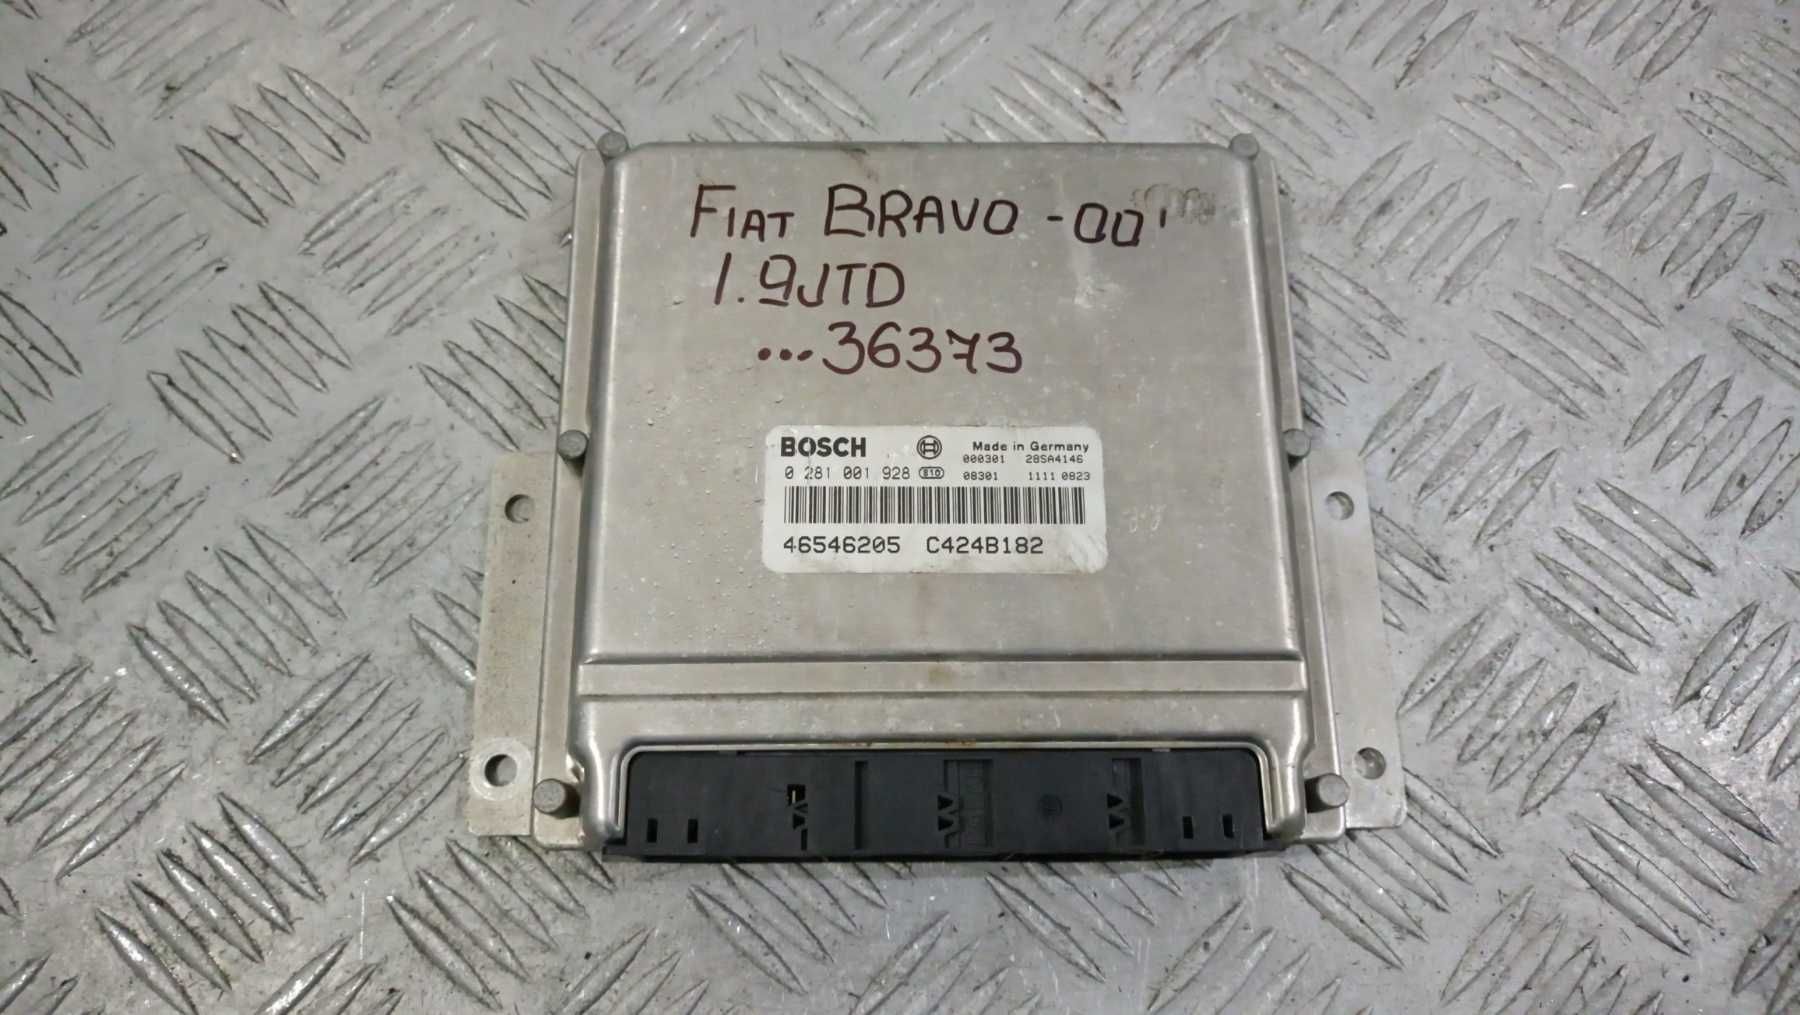 FIAT BRAVO -00'
1.9JTD
...36373
BOSCH Made in Germany
000301 28SA4146
0 281 001 928 810 08301 1111 0823
46546205 C424B182